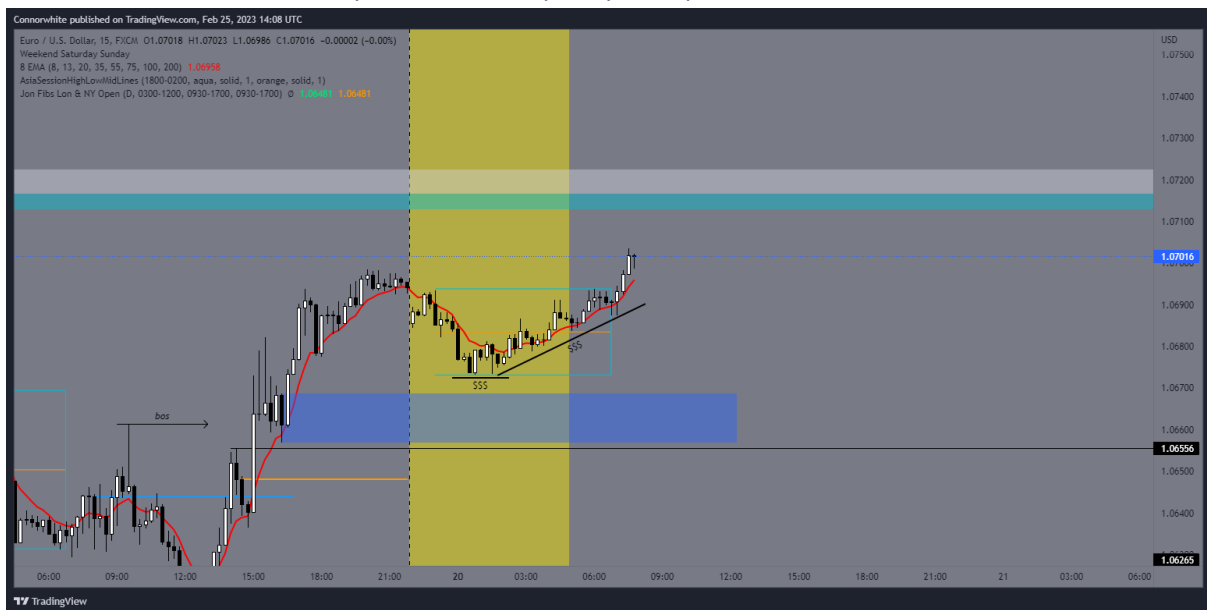 Connorwhite published on TradingView.com, Feb 25, 2023 14:08 UTC
Euro / U.S. Dollar, 15, FXCM O1.07018 H1.07023 L1.06986 C1.07016 -0.00002 (-0.00%)
Weekend Saturday Sunday
8 EMA (8, 13, 20, 35, 55, 75, 100, 200) 1.06958
AsiaSessionHighLowMidLines (1800-0200, aqua, solid, 1, orange, solid, 1)
Jon Fibs Lon & NY Open (D, 0300-1200, 0930-1700, 0930-1700) ∅ 1.06481 1.06481
USD
1.07500
1.07400
1.07300
1.07200
1.07100
1.07016
1.07000
1.06900
1.06800
$$$
$$$
1.06700
bos
1.06600
1.06556
1.06500
1.06400
1.06265
06:00 09:00 12:00 15:00 18:00 21:00 20 03:00 06:00 09:00 12:00 15:00 18:00 21:00 21 03:00 06:00
TradingView